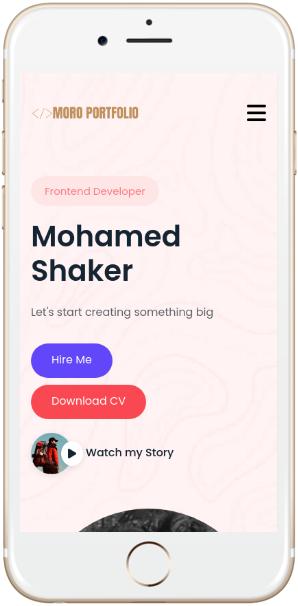 </>MORO PORTFOLIO
Frontend Developer
Mohamed
Shaker
Let's start creating something big
Hire Me
Download CV
Watch my Story